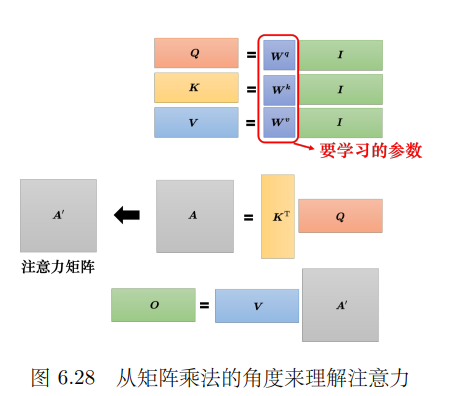 Q = W^q I
K = W^k I
V = W^v I
要学习的参数
A′ A = K^T Q
注意力矩阵
O = V A′
图 6.28 从矩阵乘法的角度来理解注意力